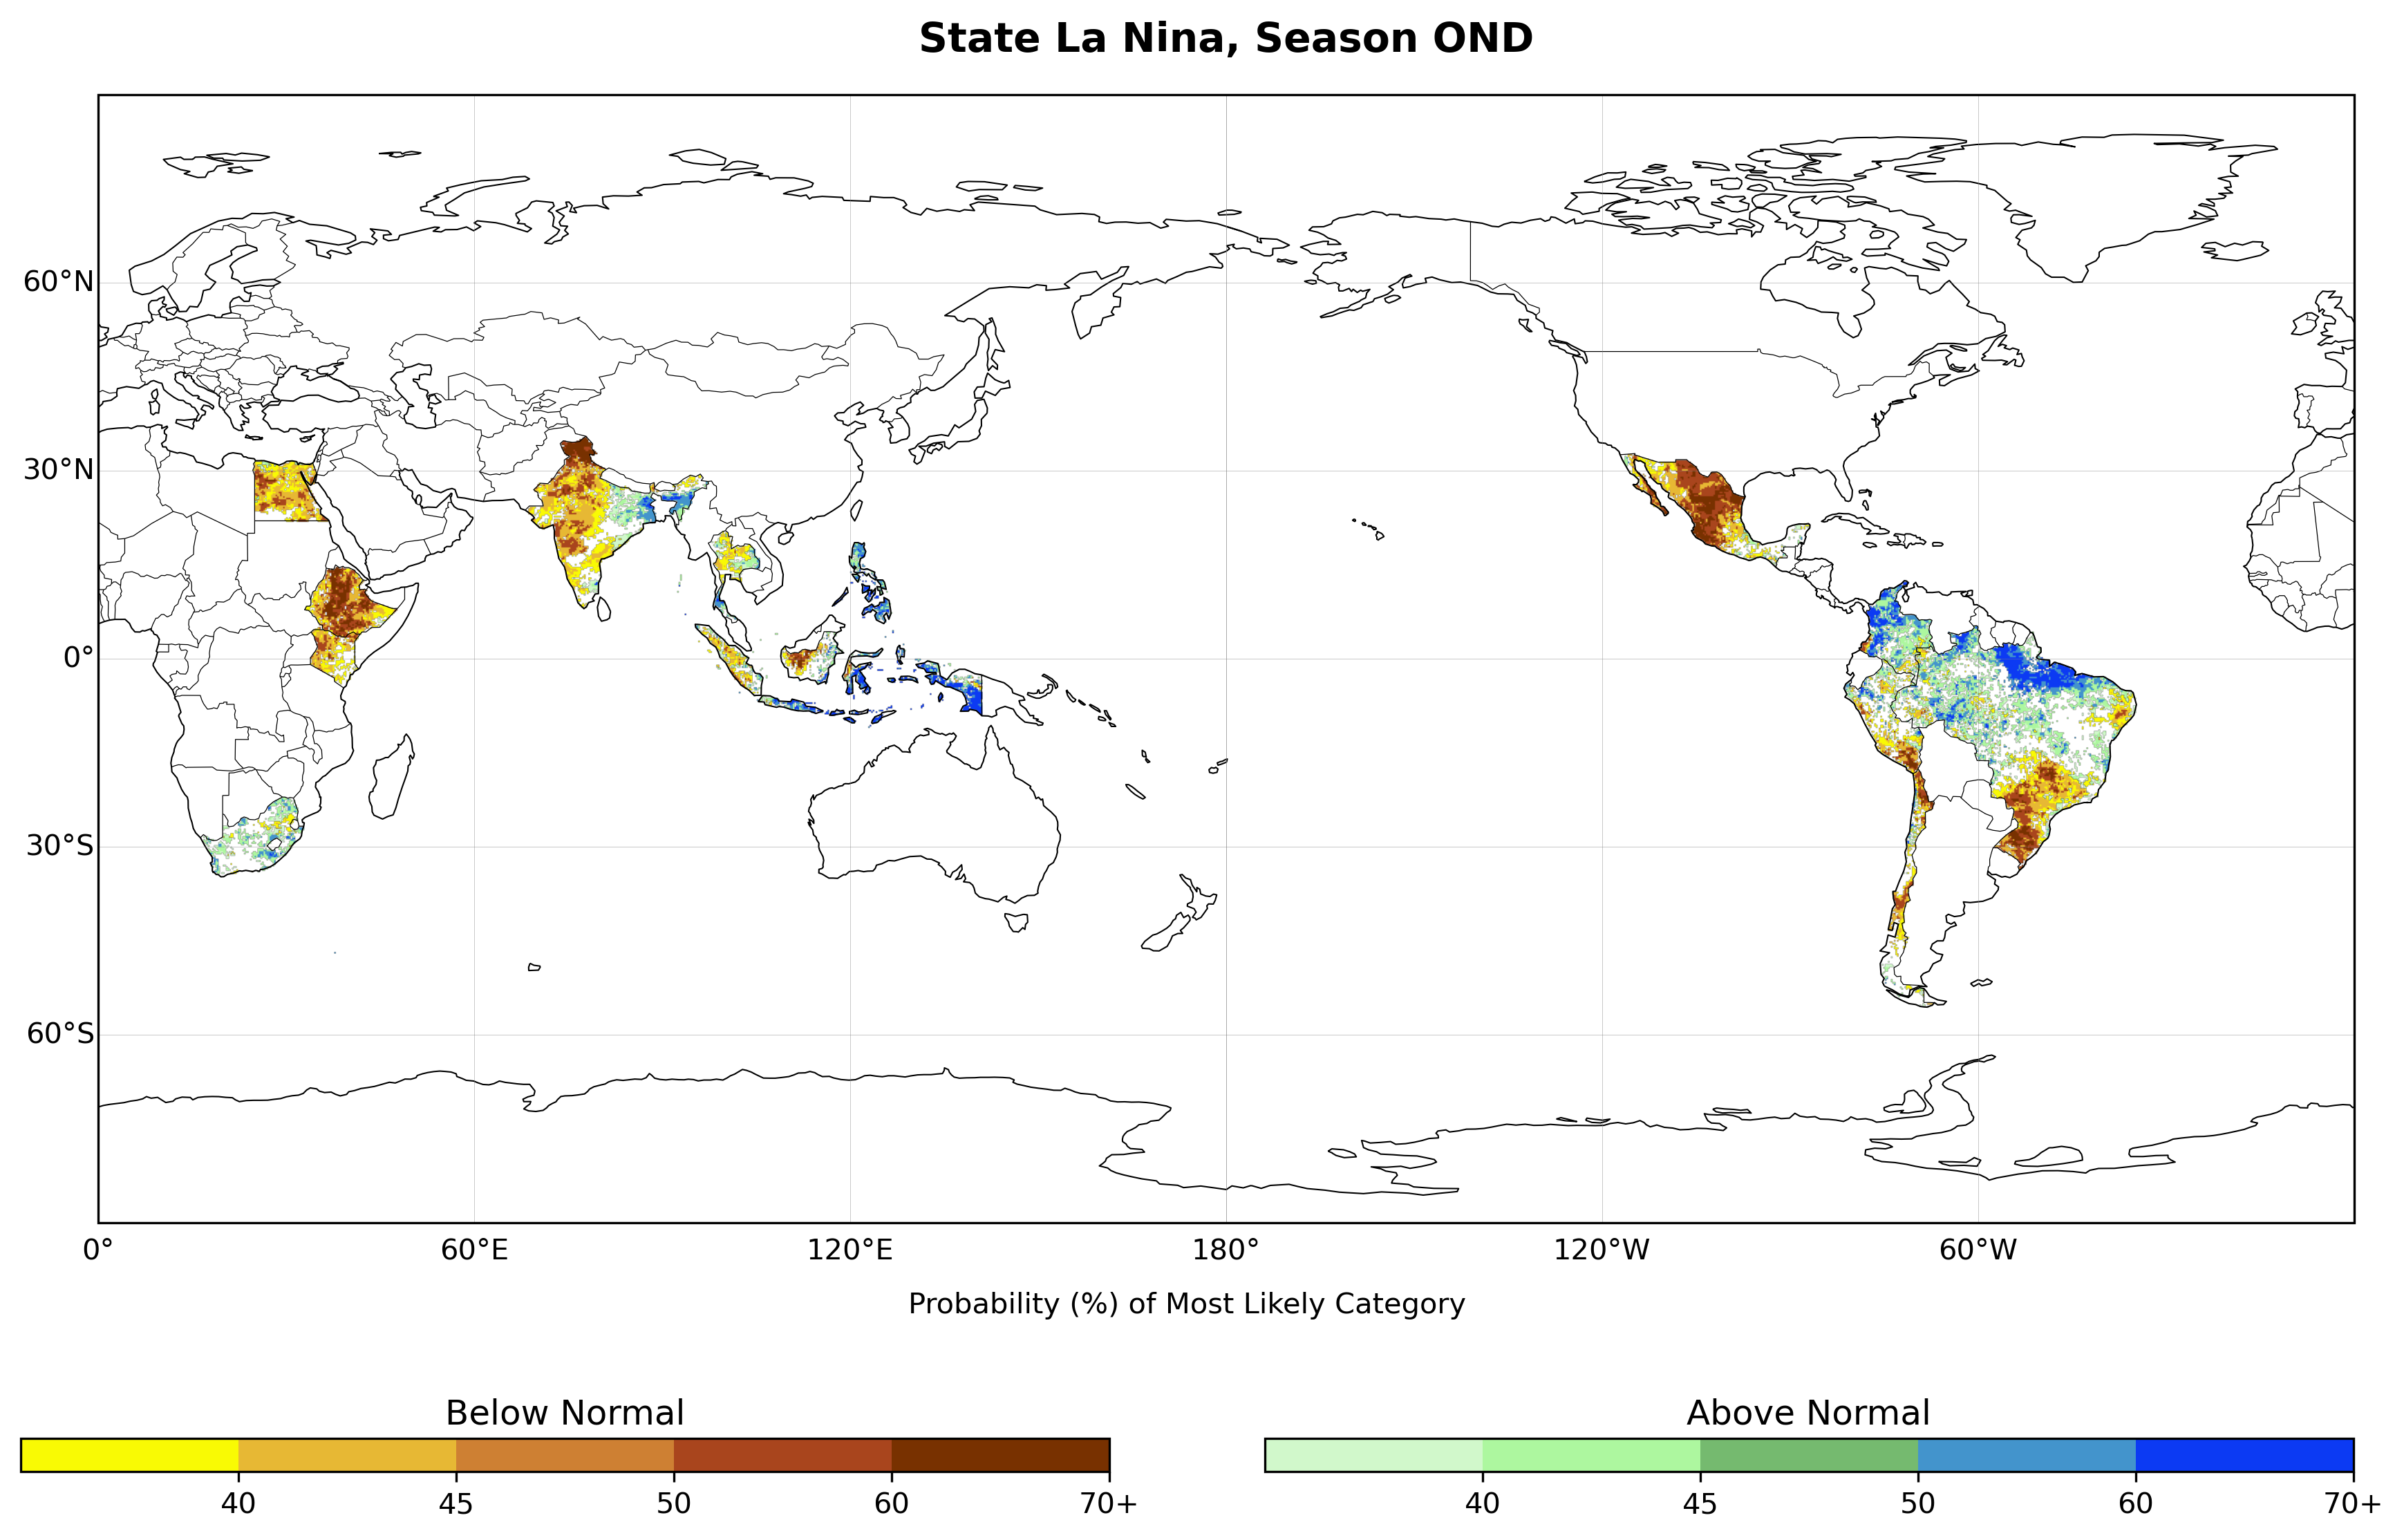 State La Nina, Season OND
60°N
30°N
0°
30°S
60°S
0° 60°E 120°E 180° 120°W 60°W
Probability (%) of Most Likely Category
Below Normal Above Normal
40 45 50 60 70+ 40 45 50 60 70+